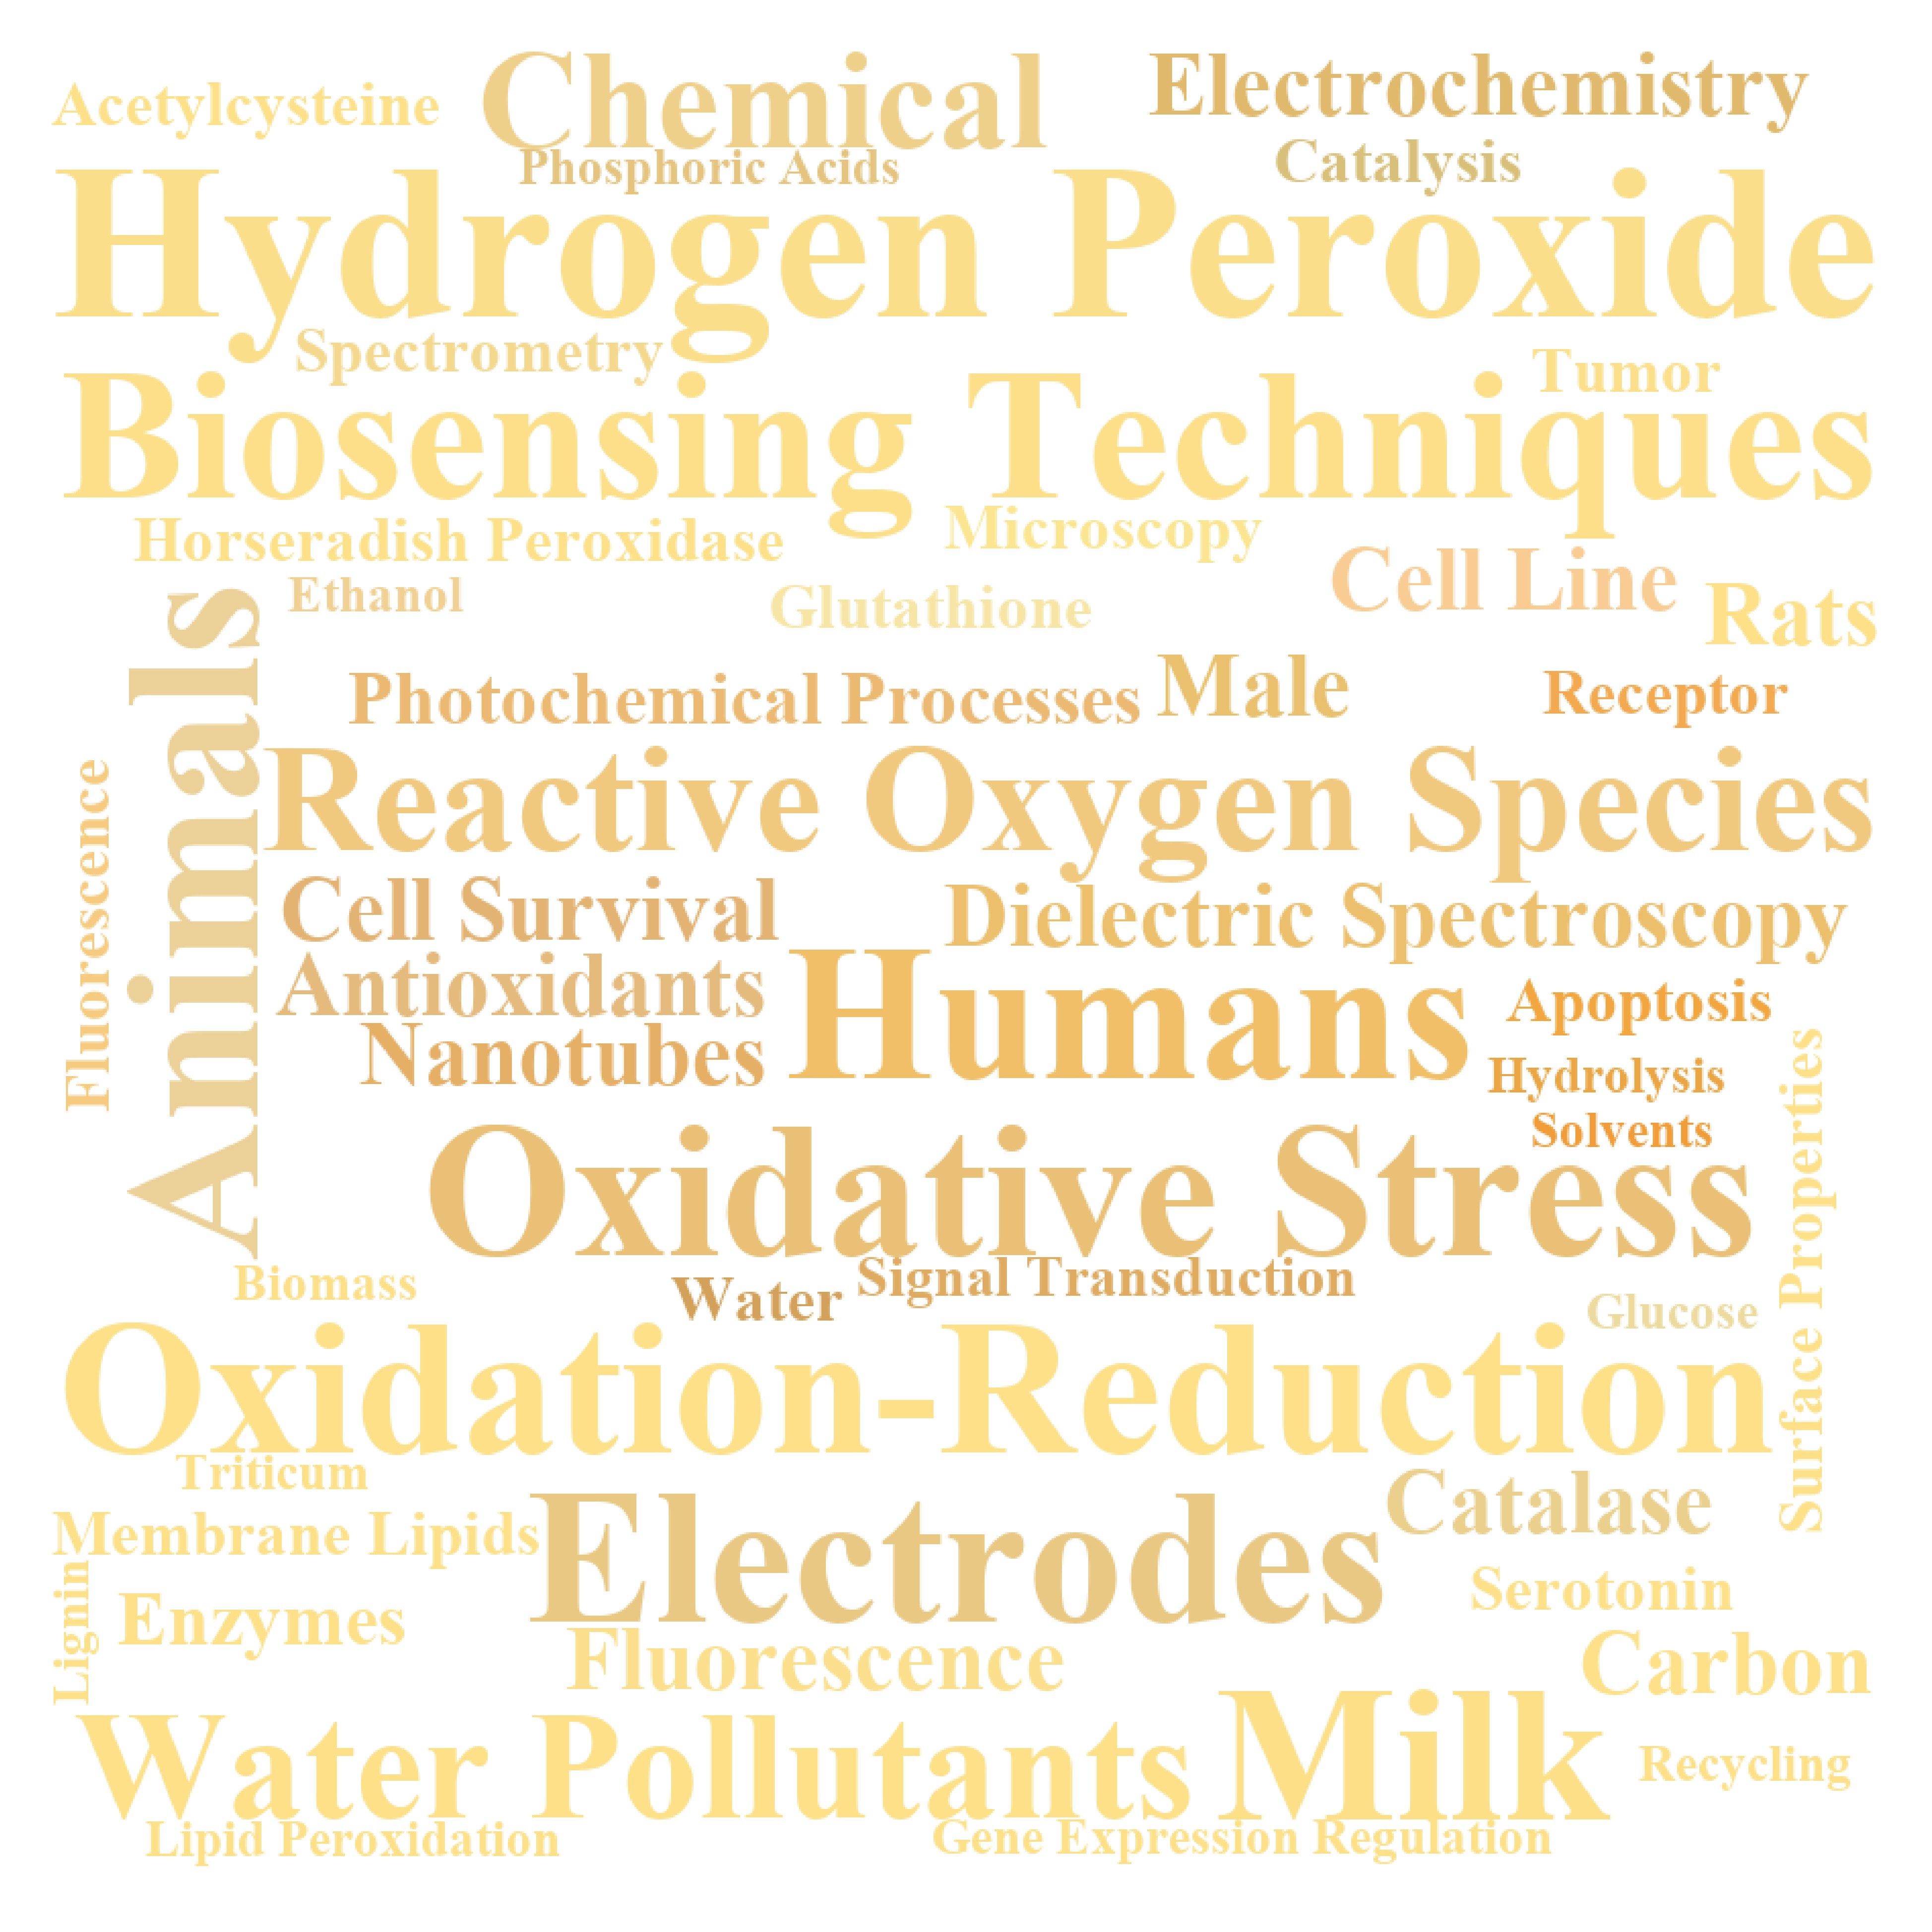 Chemical
Electrochemistry
Acetylcysteine
Phosphoric Acids
Catalysis
Hydrogen Peroxide
Spectrometry
Tumor
Biosensing Techniques
Horseradish Peroxidase
Microscopy
Cell Line
Ethanol
Glutathione
Rats
Animals
Photochemical Processes
Male
Receptor
Reactive Oxygen Species
Fluorescence
Cell Survival
Dielectric Spectroscopy
Antioxidants
Humans
Apoptosis
Nanotubes
Hydrolysis
Solvents
Surface Properties
Oxidative Stress
Biomass
Water
Signal Transduction
Glucose
Oxidation-Reduction
Triticum
Catalase
Membrane Lipids
Electrodes
Serotonin
Lignin
Enzymes
Fluorescence
Carbon
Water Pollutants
Milk
Recycling
Lipid Peroxidation
Gene Expression Regulation